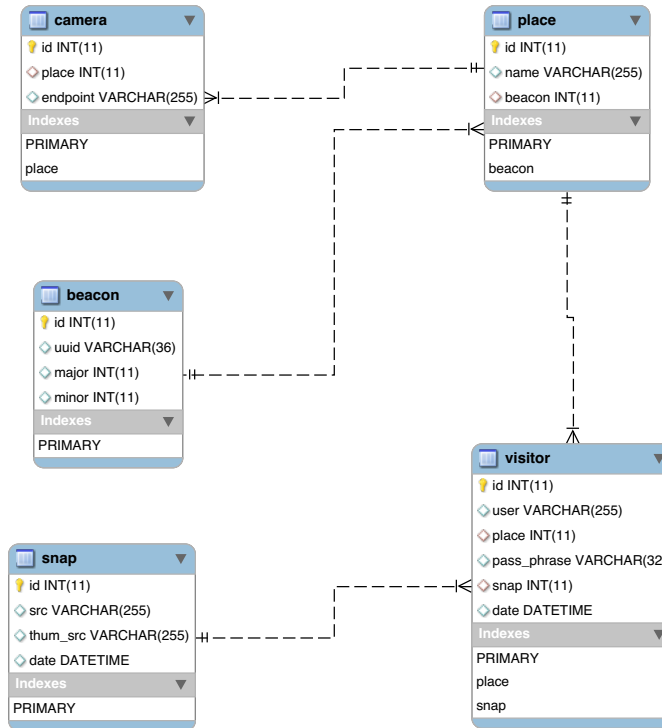 camera
id INT(11)
place INT(11)
endpoint VARCHAR(255)
Indexes
PRIMARY
place
place
id INT(11)
name VARCHAR(255)
beacon INT(11)
Indexes
PRIMARY
beacon
beacon
id INT(11)
uuid VARCHAR(36)
major INT(11)
minor INT(11)
Indexes
PRIMARY
visitor
id INT(11)
user VARCHAR(255)
place INT(11)
pass_phrase VARCHAR(32
snap INT(11)
date DATETIME
Indexes
PRIMARY
place
snap
snap
id INT(11)
src VARCHAR(255)
thum_src VARCHAR(255)
date DATETIME
Indexes
PRIMARY